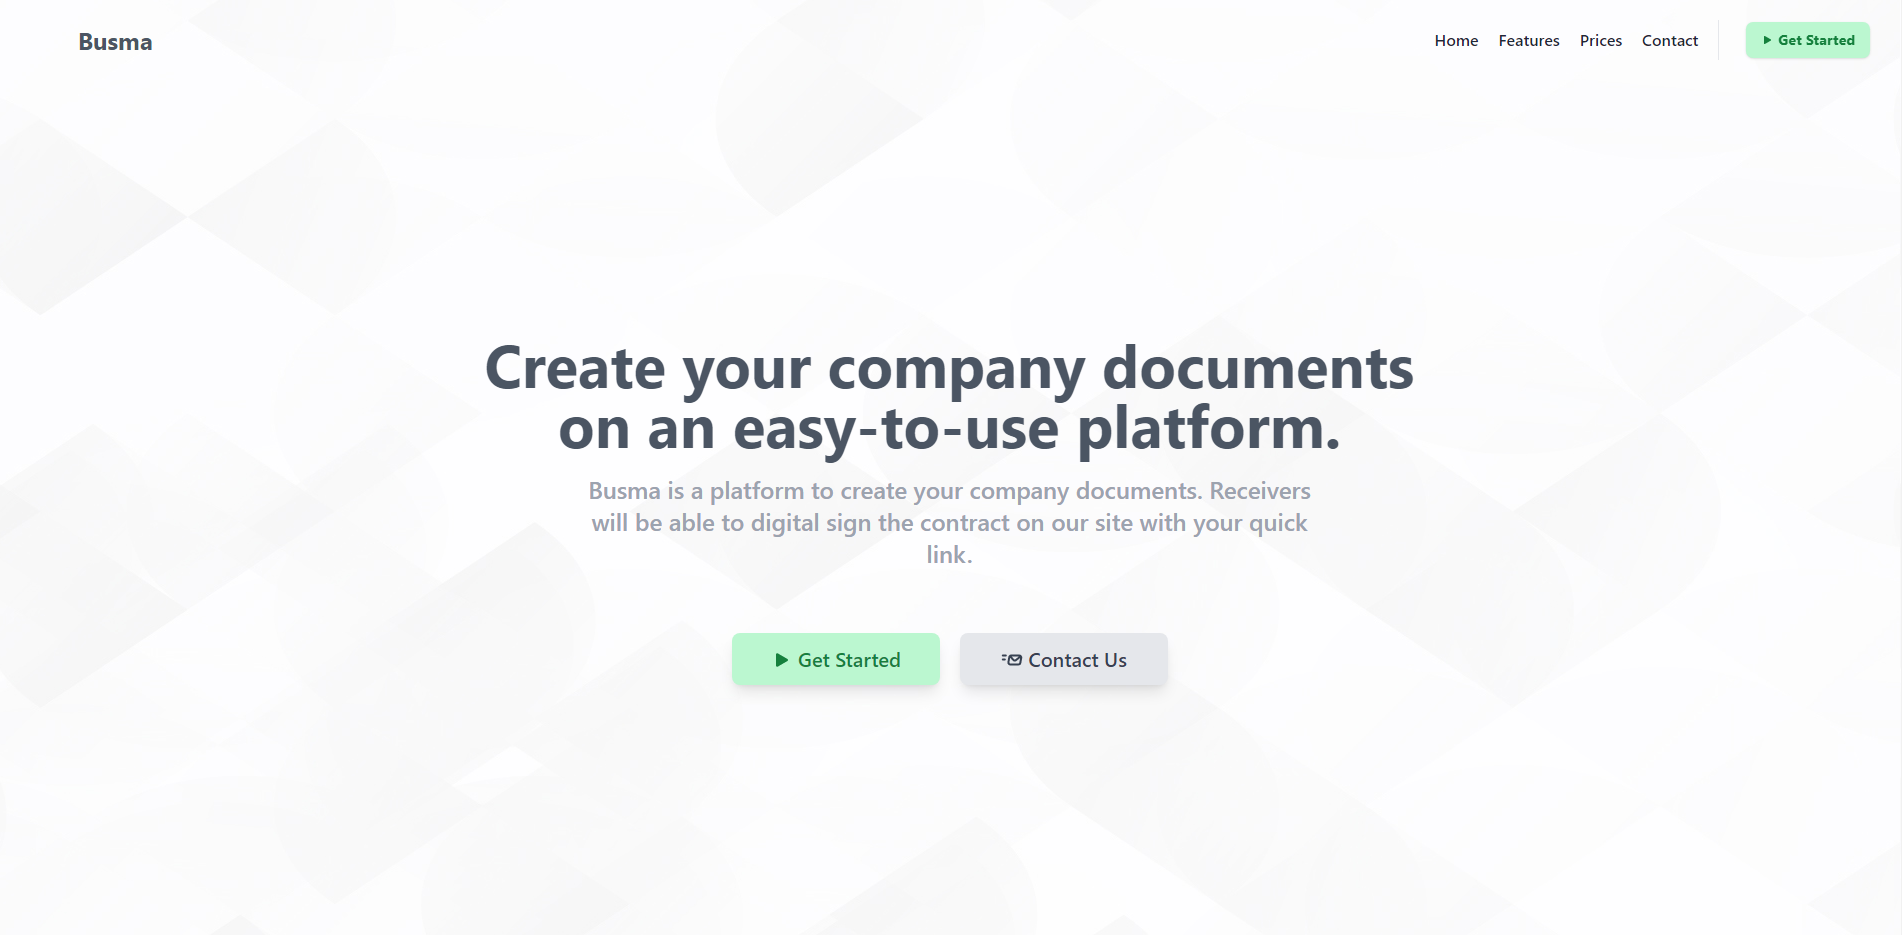 Busma
Home Features Prices Contact Get Started
Create your company documents
on an easy-to-use platform.
Busma is a platform to create your company documents. Receivers
will be able to digital sign the contract on our site with your quick
link.
Get Started Contact Us